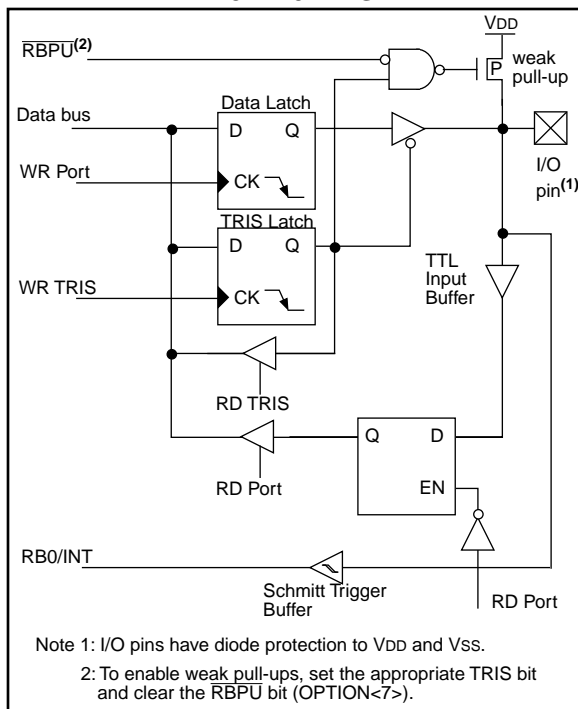 VDD
RBPU(2)
weak
pull-up
P
Data Latch
Data bus
D Q
I/O
pin(1)
WR Port
CK
TRIS Latch
D Q
TTL
Input
Buffer
WR TRIS
CK
RD TRIS
Q D
RD Port
EN
RB0/INT
Schmitt Trigger
Buffer
RD Port
Note 1: I/O pins have diode protection to VDD and VSS.
2: To enable weak pull-ups, set the appropriate TRIS bit
and clear the RBPU bit (OPTION<7>).